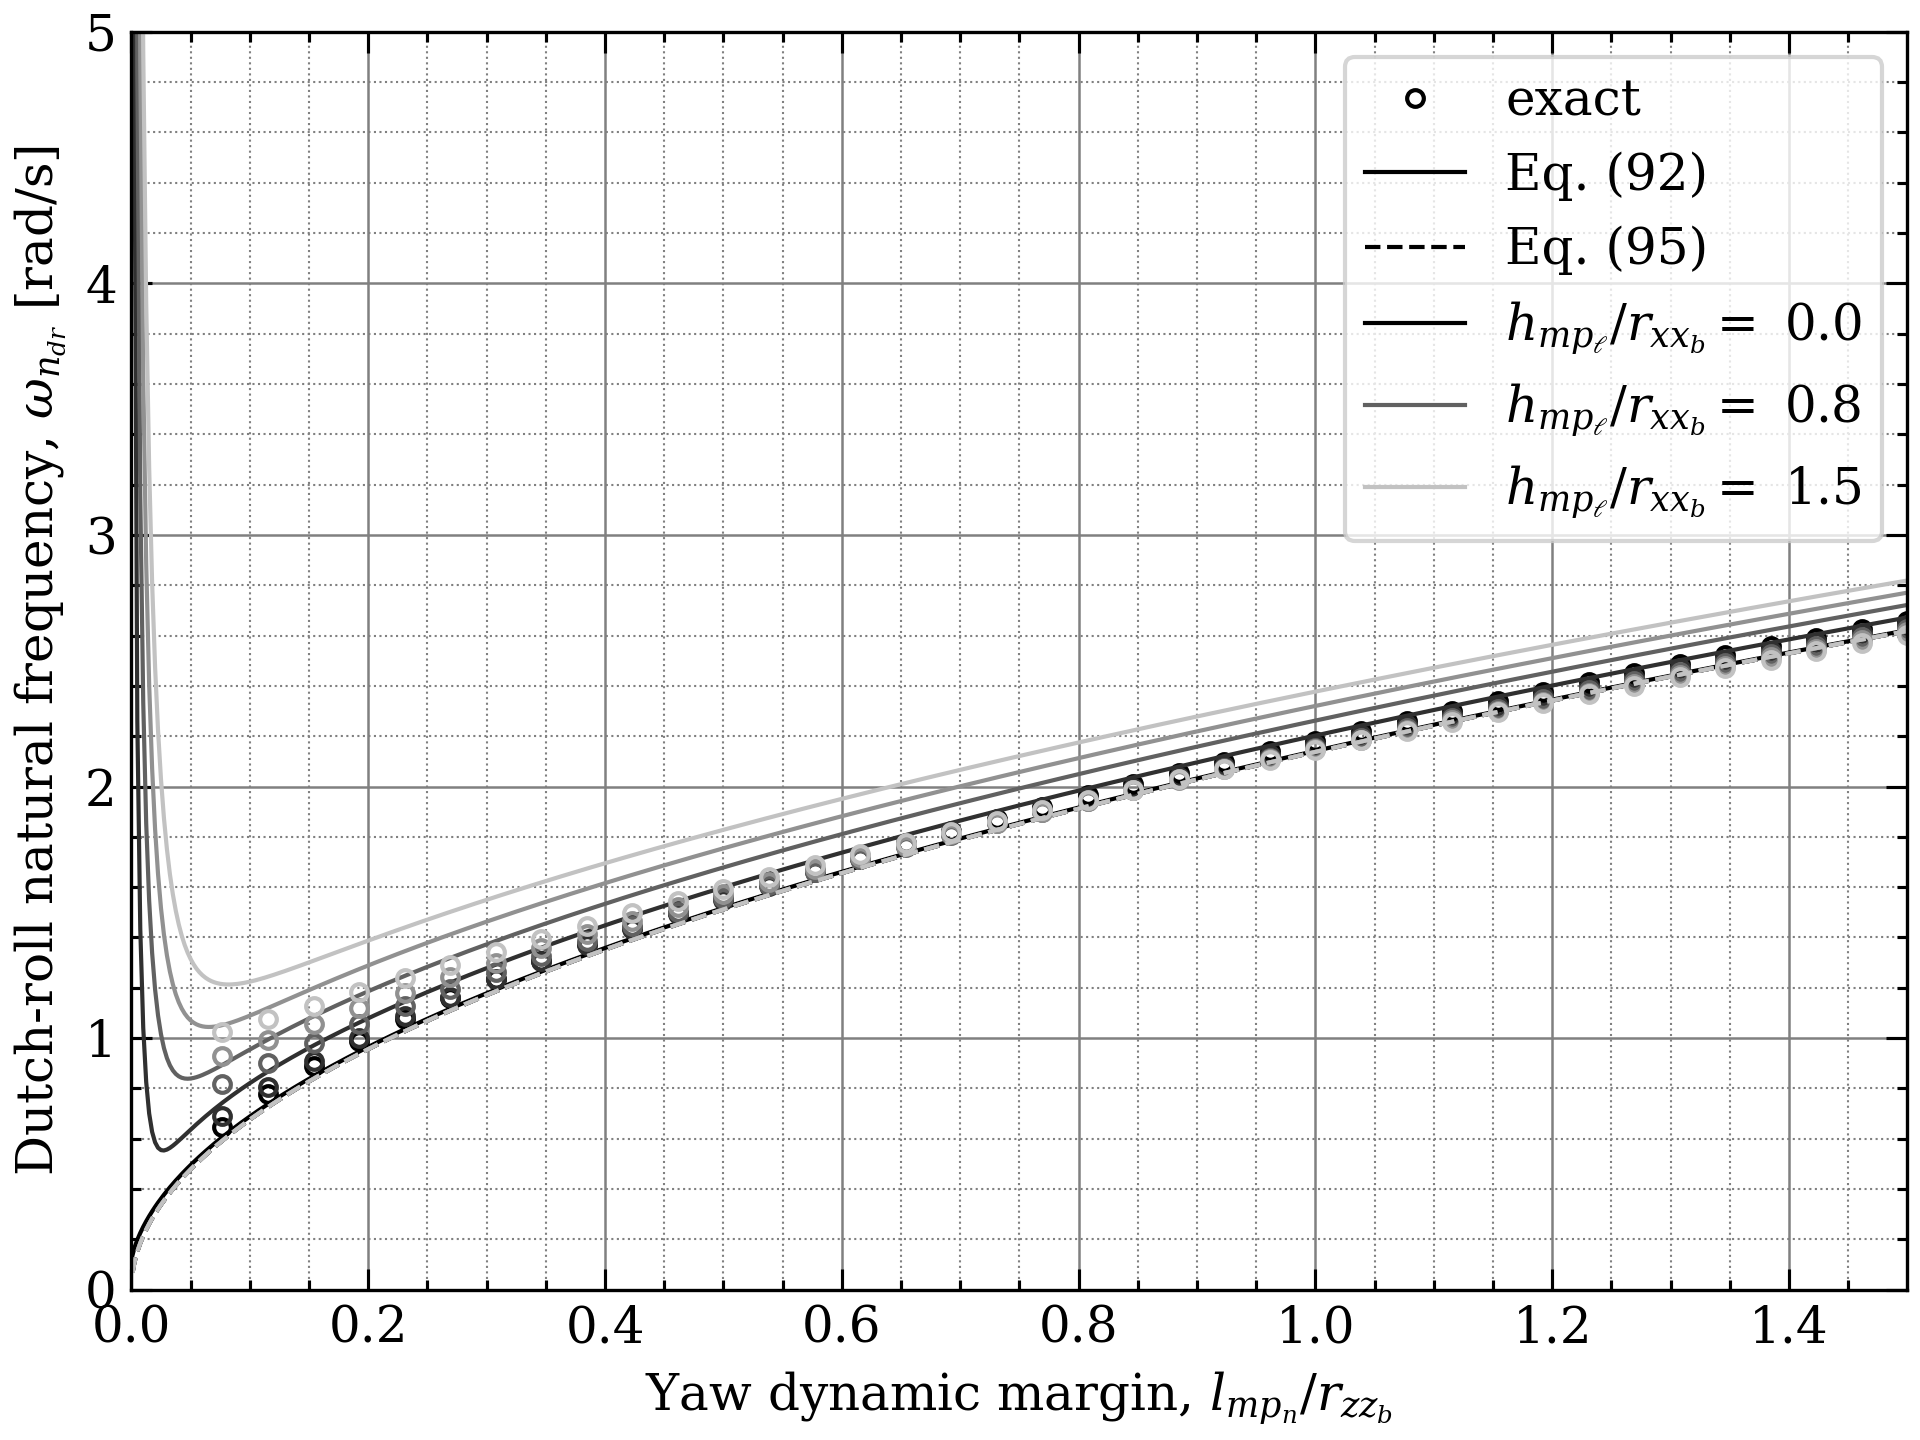 5
4
3
2
1
0
0.0 0.2 0.4 0.6 0.8 1.0 1.2 1.4
Dutch-roll natural frequency, ω_{n_{dr}} [rad/s]
Yaw dynamic margin, l_{mp_n}/r_{zz_b}
exact
Eq. (92)
Eq. (95)
h_{mp_ℓ}/r_{xx_b} = 0.0
h_{mp_ℓ}/r_{xx_b} = 0.8
h_{mp_ℓ}/r_{xx_b} = 1.5